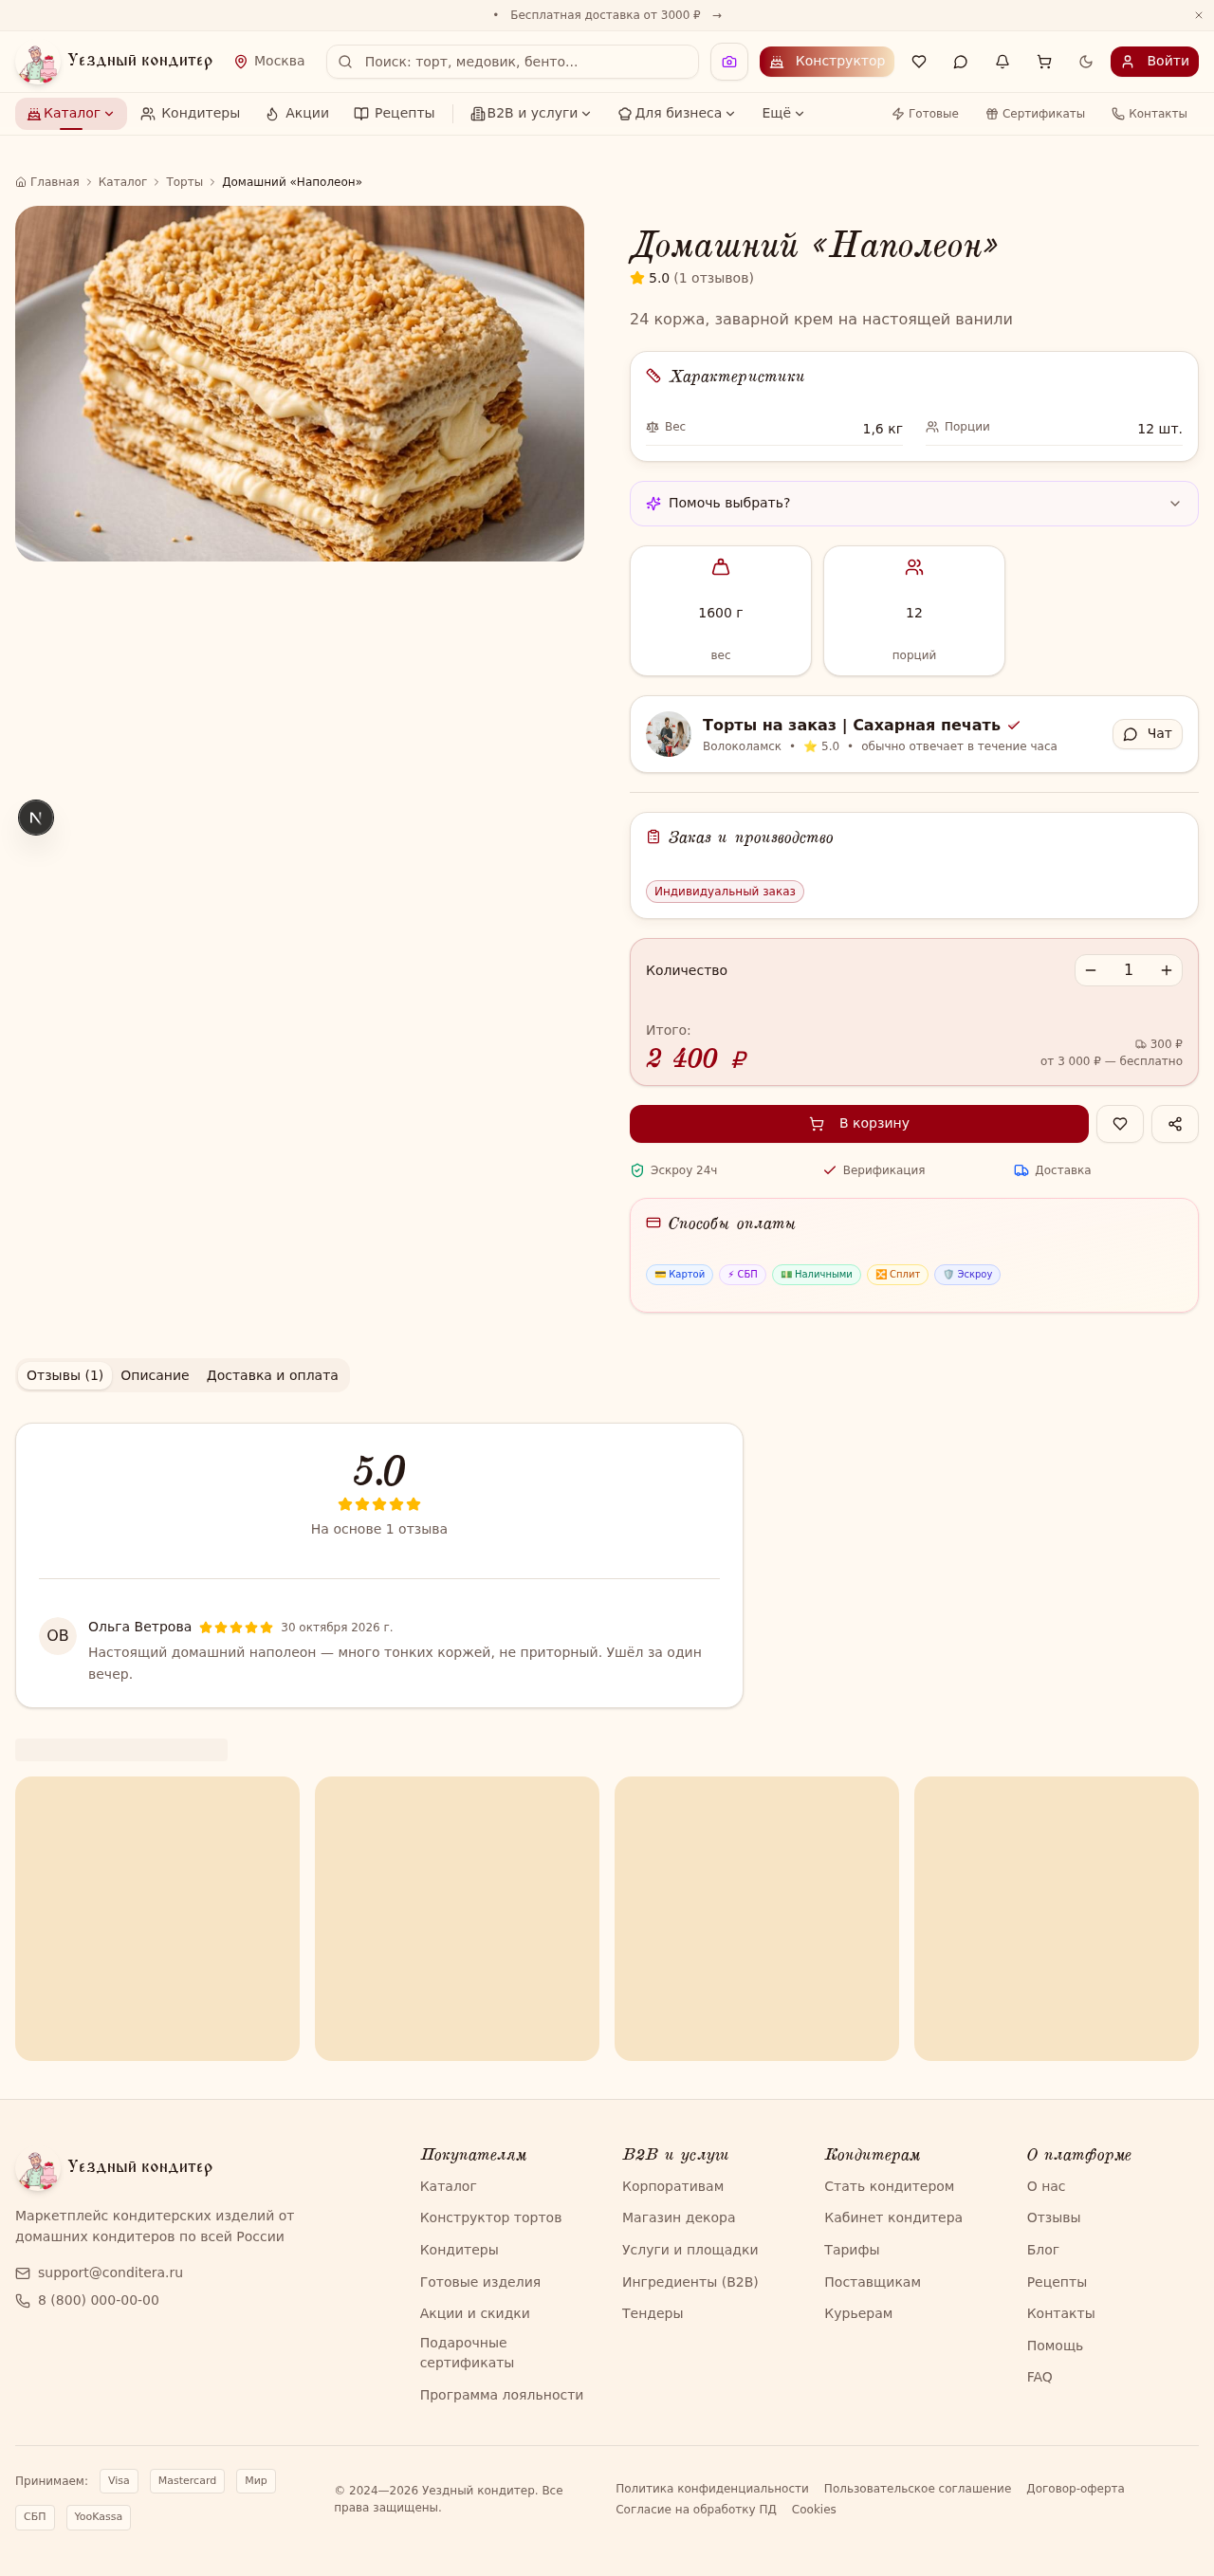 • Бесплатная доставка от 3000 ₽ →
Уездный кондитер
Москва
Поиск: торт, медовик, бенто...
Конструктор
Войти
Каталог
Кондитеры
Акции
Рецепты
B2B и услуги
Для бизнеса
Ещё
Готовые
Сертификаты
Контакты
Главная > Каталог > Торты > Домашний «Наполеон»
Домашний «Наполеон»
5.0 (1 отзывов)
24 коржа, заварной крем на настоящей ванили
Характеристики
Вес 1,6 кг
Порции 12 шт.
Помочь выбрать?
1600 г
вес
12
порций
Торты на заказ | Сахарная печать
Волоколамск • ⭐ 5.0 • обычно отвечает в течение часа
Чат
N
Заказ и производство
Индивидуальный заказ
Количество
1
Итого:
2 400 ₽
300 ₽
от 3 000 ₽ — бесплатно
В корзину
Эскроу 24ч
Верификация
Доставка
Способы оплаты
💳 Картой
⚡ СБП
💵 Наличными
🔀 Сплит
🛡️ Эскроу
Отзывы (1)
Описание
Доставка и оплата
5.0
На основе 1 отзыва
ОВ
Ольга Ветрова
30 октября 2026 г.
Настоящий домашний наполеон — много тонких коржей, не приторный. Ушёл за один
вечер.
Уездный кондитер
Маркетплейс кондитерских изделий от
домашних кондитеров по всей России
support@conditera.ru
8 (800) 000-00-00
Покупателям
Каталог
Конструктор тортов
Кондитеры
Готовые изделия
Акции и скидки
Подарочные
сертификаты
Программа лояльности
B2B и услуги
Корпоративам
Магазин декора
Услуги и площадки
Ингредиенты (B2B)
Тендеры
Кондитерам
Стать кондитером
Кабинет кондитера
Тарифы
Поставщикам
Курьерам
О платформе
О нас
Отзывы
Блог
Рецепты
Контакты
Помощь
FAQ
Принимаем:
Visa
Mastercard
Мир
СБП
YooKassa
© 2024—2026 Уездный кондитер. Все
права защищены.
Политика конфиденциальности
Пользовательское соглашение
Договор-оферта
Согласие на обработку ПД
Cookies